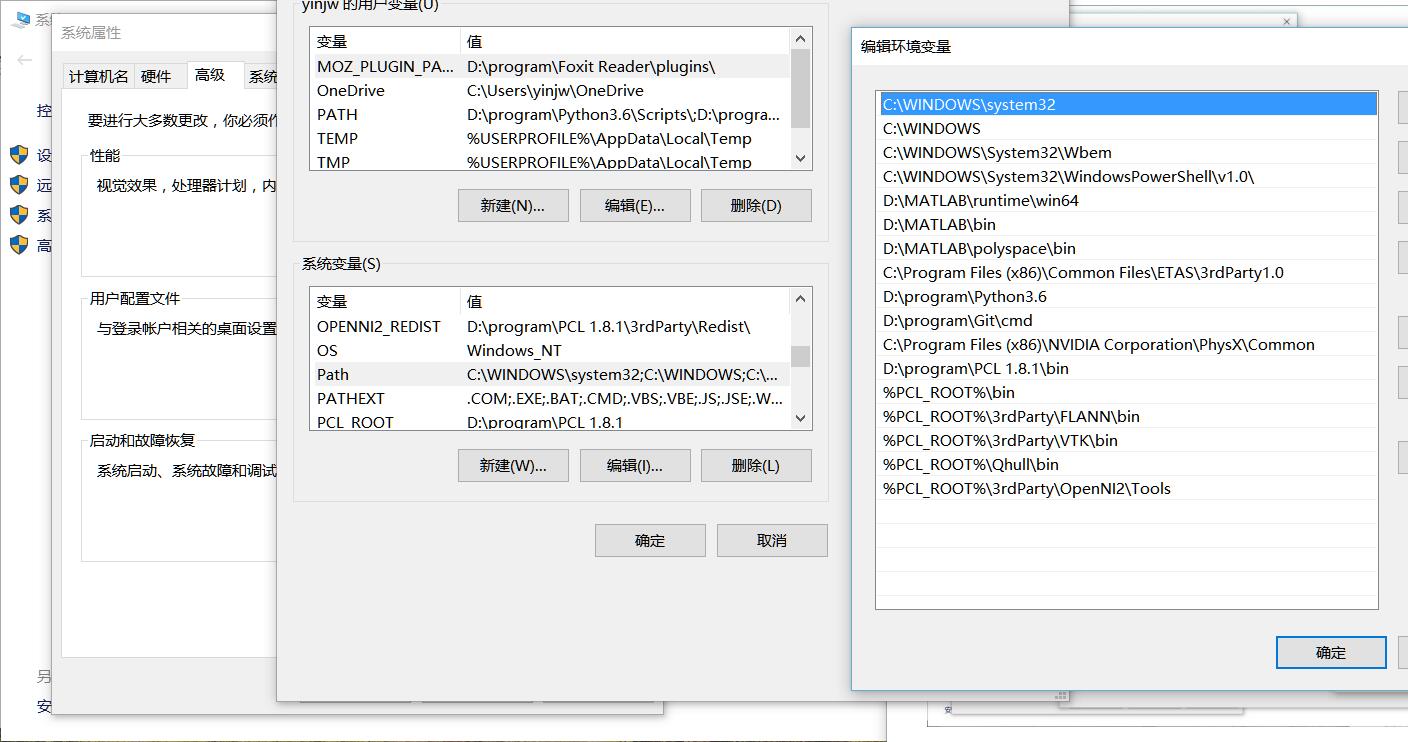 系统
系统属性
计算机名 硬件 高级 系统
要进行大多数更改，你必须作
性能
视觉效果，处理器计划，内
用户配置文件
与登录帐户相关的桌面设置
启动和故障恢复
系统启动、系统故障和调试
控
设
远
系
高
另
安
yinjw 的用户变量(U)
变量 值
MOZ_PLUGIN_PA... D:\program\Foxit Reader\plugins\
OneDrive C:\Users\yinjw\OneDrive
PATH D:\program\Python3.6\Scripts\;D:\progra...
TEMP %USERPROFILE%\AppData\Local\Temp
TMP %USERPROFILE%\AppData\Local\Temp
新建(N)... 编辑(E)... 删除(D)
系统变量(S)
变量 值
OPENNI2_REDIST D:\program\PCL 1.8.1\3rdParty\Redist\
OS Windows_NT
Path C:\WINDOWS\system32;C:\WINDOWS;C:\...
PATHEXT .COM;.EXE;.BAT;.CMD;.VBS;.VBE;.JS;.JSE;.W...
PCL_ROOT D:\program\PCL 1.8.1
新建(W)... 编辑(I)... 删除(L)
确定 取消
编辑环境变量
C:\WINDOWS\system32
C:\WINDOWS
C:\WINDOWS\System32\Wbem
C:\WINDOWS\System32\WindowsPowerShell\v1.0\
D:\MATLAB\runtime\win64
D:\MATLAB\bin
D:\MATLAB\polyspace\bin
C:\Program Files (x86)\Common Files\ETAS\3rdParty1.0
D:\program\Python3.6
D:\program\Git\cmd
C:\Program Files (x86)\NVIDIA Corporation\PhysX\Common
D:\program\PCL 1.8.1\bin
%PCL_ROOT%\bin
%PCL_ROOT%\3rdParty\FLANN\bin
%PCL_ROOT%\3rdParty\VTK\bin
%PCL_ROOT%\Qhull\bin
%PCL_ROOT%\3rdParty\OpenNI2\Tools
确定
安